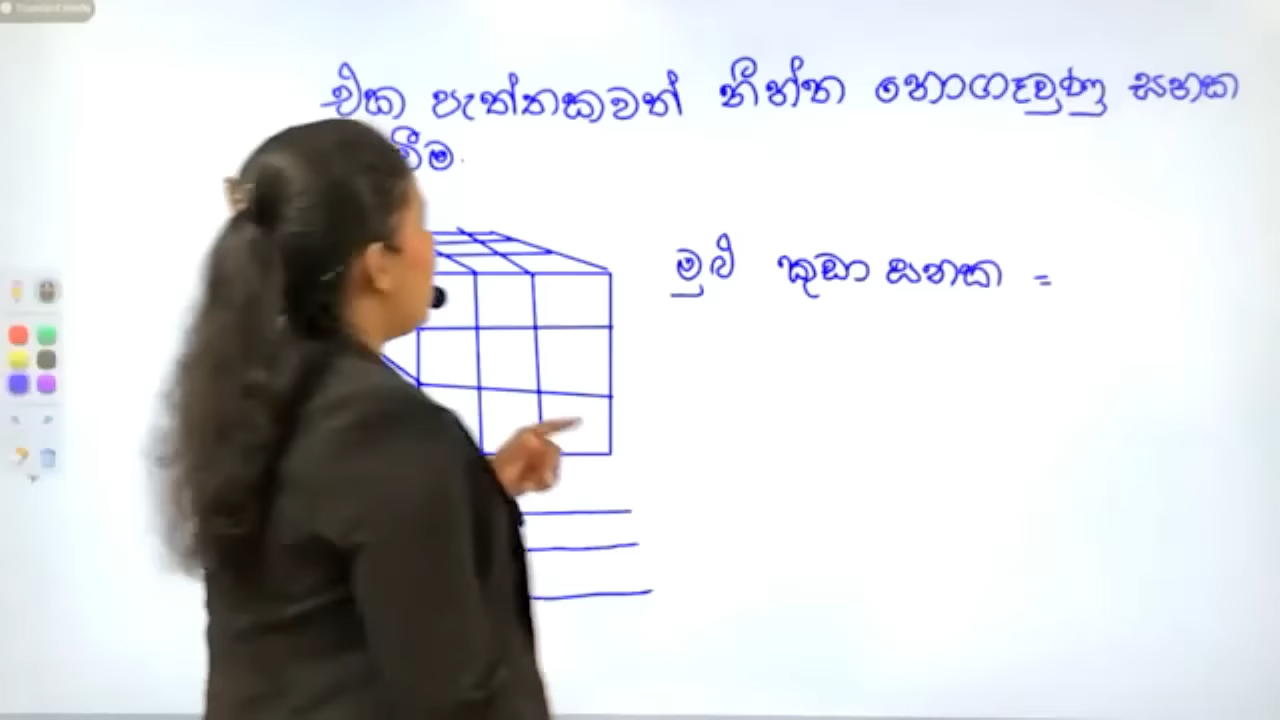 එක පැත්තකවත් තීන්ත නොගෑවුණු ඝනක
මුළු කුඩා ඝනක =